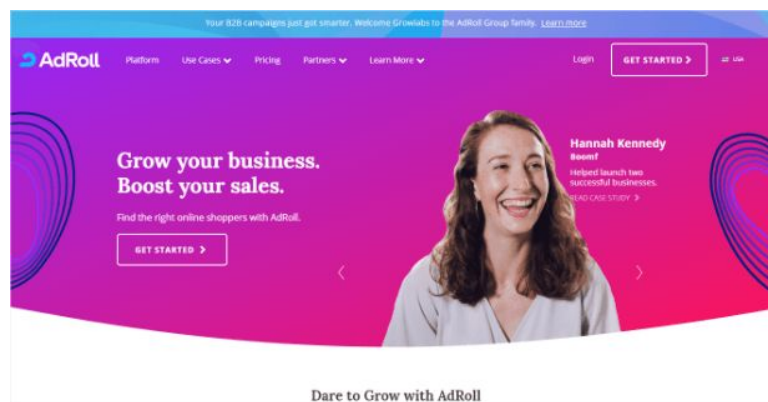 Your B2B campaigns just got smarter. Welcome Growlabs to the AdRoll Group family. Learn more
AdRoll Platform Use Cases Pricing Partners Learn More Login GET STARTED USA
Grow your business.
Boost your sales.
Find the right online shoppers with AdRoll.
GET STARTED
Hannah Kennedy
Boomf
Helped launch two
successful businesses.
READ CASE STUDY
Dare to Grow with AdRoll